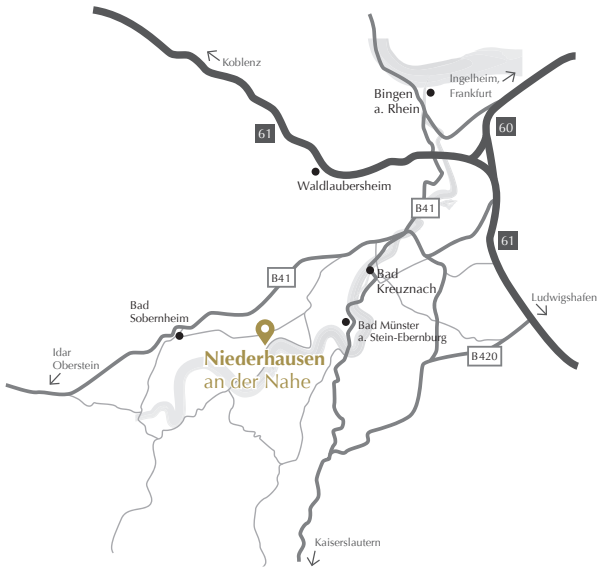 Koblenz
Ingelheim,
Frankfurt
Bingen
a. Rhein
61
60
Waldlaubersheim
B41
61
B41
Bad
Kreuznach
Ludwigshafen
Bad
Sobernheim
Bad Münster
a. Stein-Ebernburg
Idar
Oberstein
Niederhausen
an der Nahe
B420
Kaiserslautern